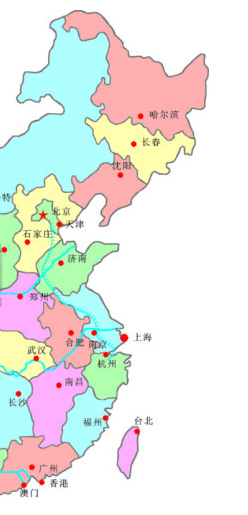 哈尔滨
长春
沈阳
特
北京
天津
石家庄
济南
郑州
上海
合肥
南京
武汉
杭州
南昌
长沙
台北
福州
广州
香港
澳门